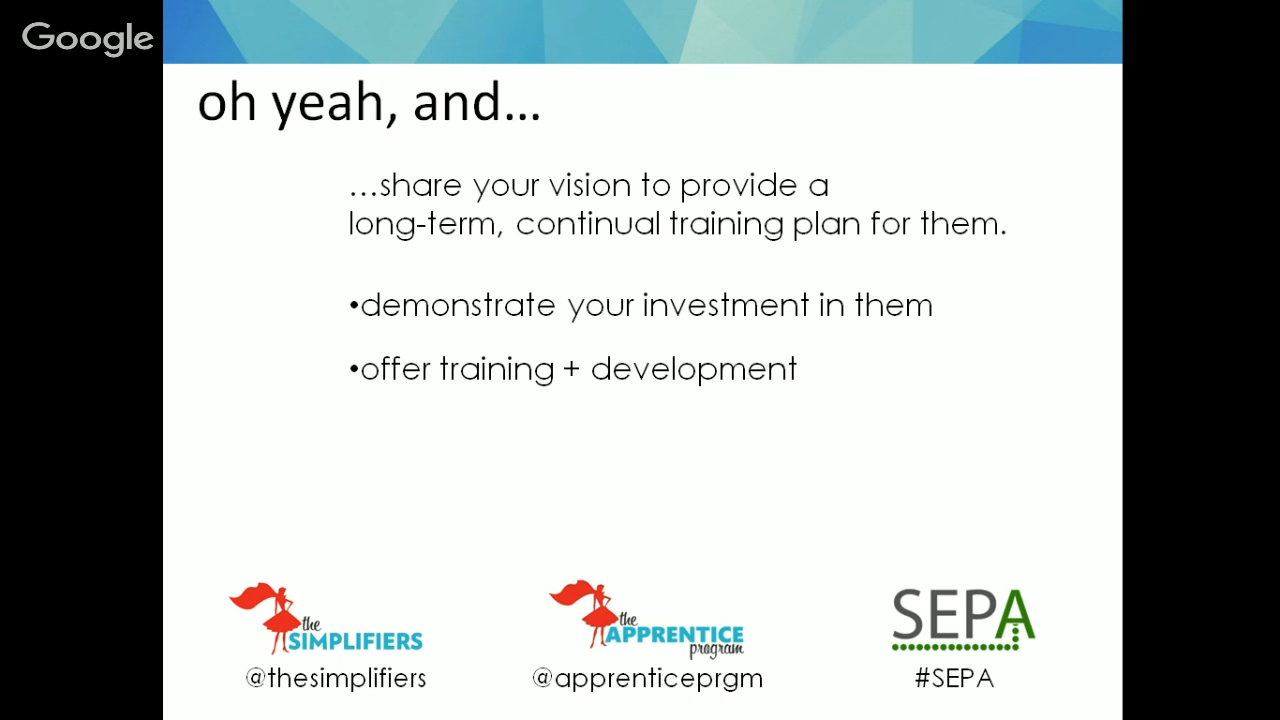 Google
oh yeah, and...
...share your vision to provide a
long-term, continual training plan for them.
•demonstrate your investment in them
•offer training + development
the
SIMPLIFIERS
@thesimplifiers
the
APPRENTICE
program
@apprenticeprgm
SEPA
#SEPA